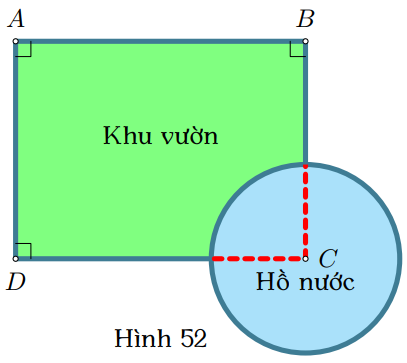 A B
Khu vườn
D C
Hồ nước
Hình 52